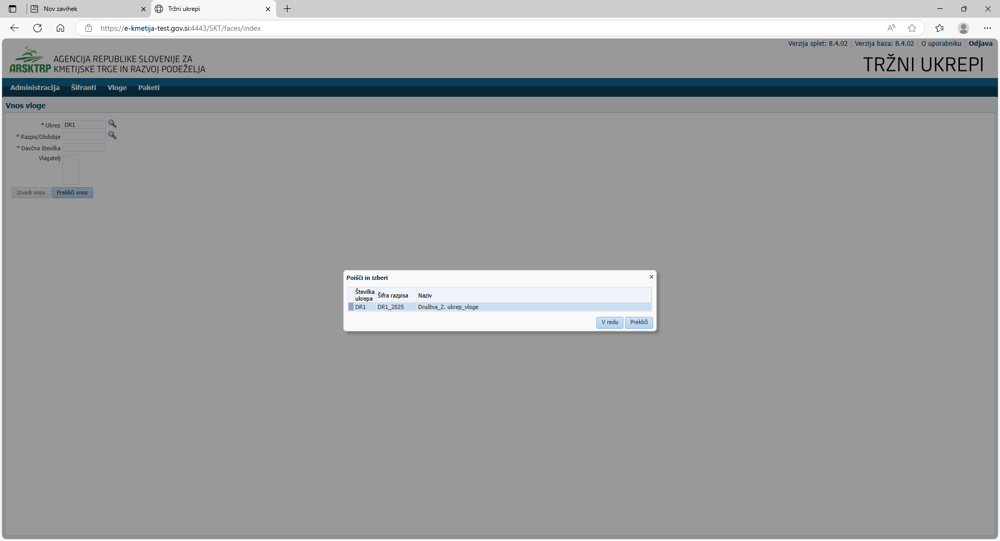 Nov zavihek
Tržni ukrepi
https://e-kmetija-test.gov.si:4443/SKT/faces/index
Verzija splet: 8.4.02 Verzija baza: 8.4.02 O uporabniku Odjava
ARSKTRP
AGENCIJA REPUBLIKE SLOVENIJE ZA
KMETIJSKE TRGE IN RAZVOJ PODEŽELJA
TRŽNI UKREPI
Administracija Šifranti Vloge Paketi
Vnos vloge
* Ukrep DR1
* Razpis/Obdobje
* Davčna številka
Vlagatelj
Izvedi vnos Prekliči vnos
Poišči in izberi
Številka
ukrepa
Šifra razpisa
Naziv
DR1 DR1_2025 Društva_2. ukrep_vloge
V redu Prekliči